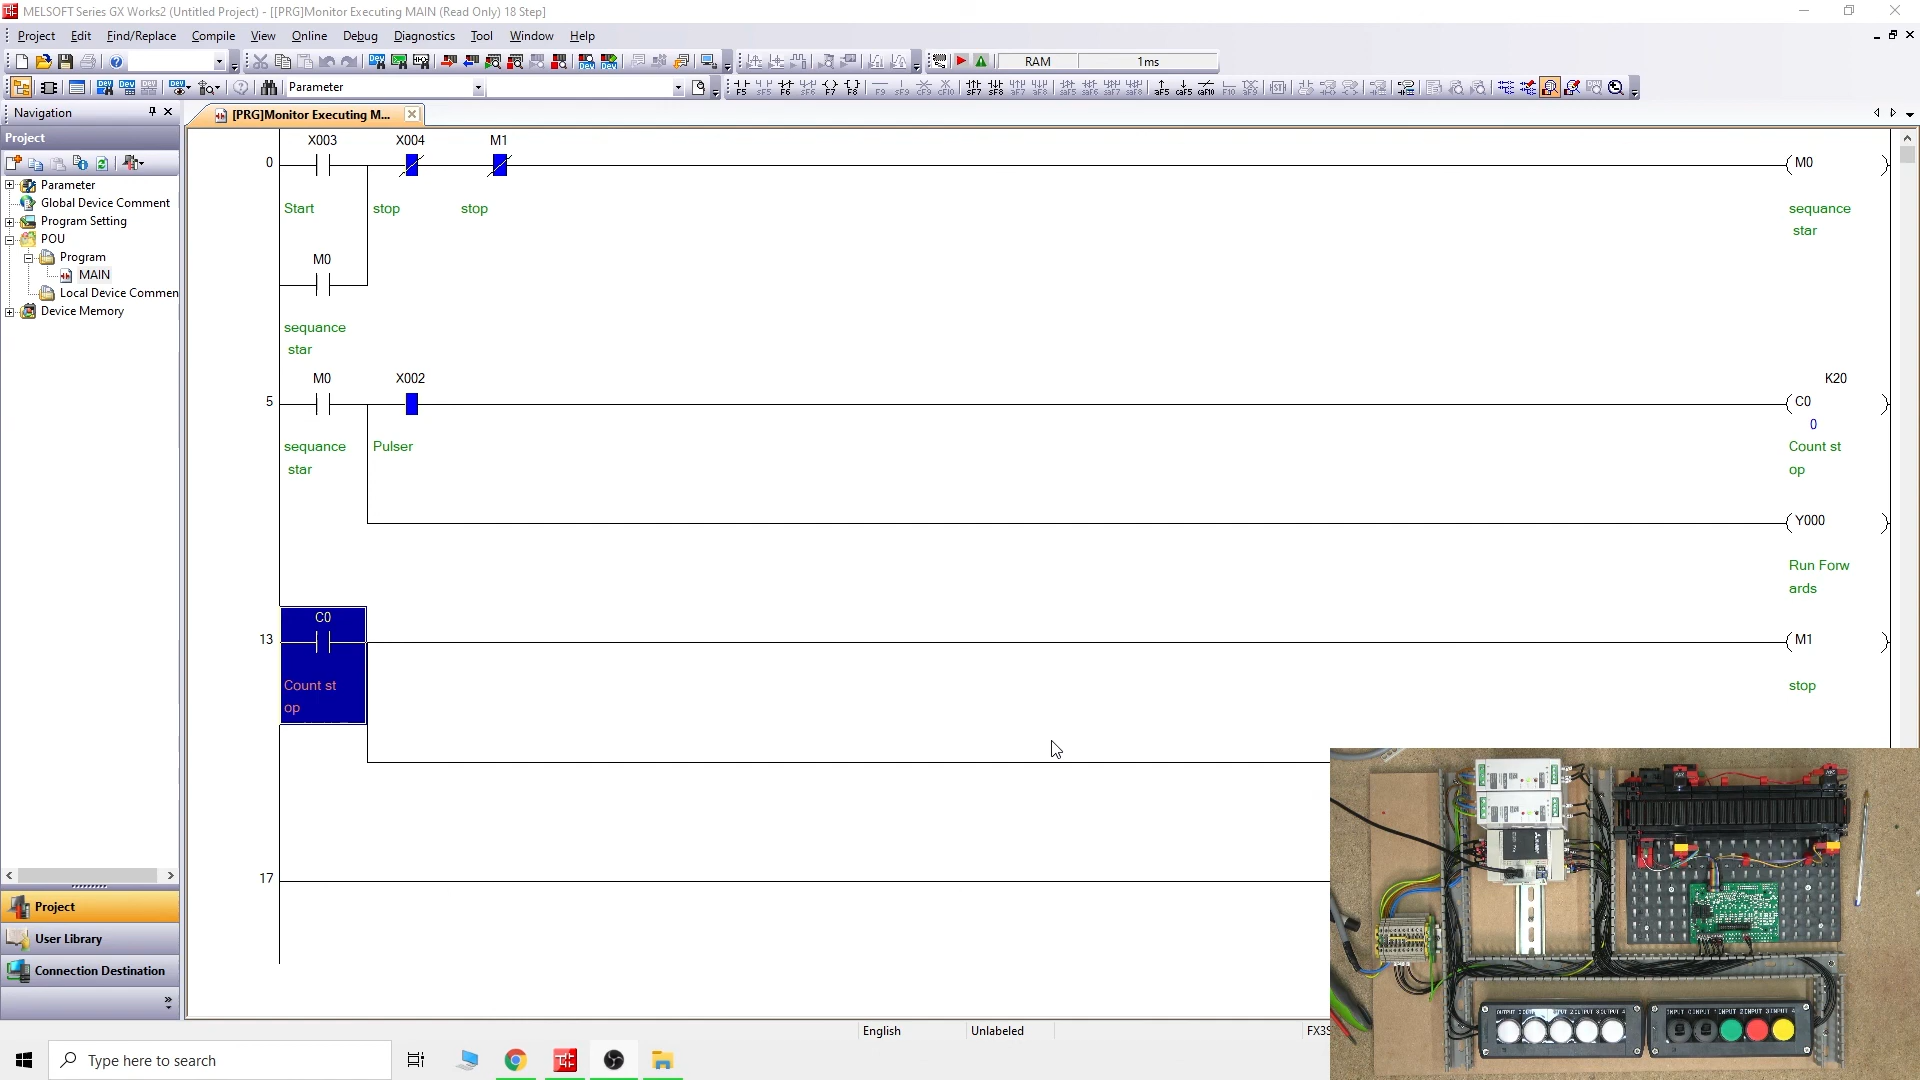 MELSOFT Series GX Works2 (Untitled Project) - [[PRG]Monitor Executing MAIN (Read Only) 18 Step]
Project Edit Find/Replace Compile View Online Debug Diagnostics Tool Window Help
RAM 1ms
Parameter
Navigation
[PRG]Monitor Executing M...
Project
Parameter
Global Device Comment
Program Setting
POU
Program
MAIN
Local Device Commen
Device Memory
X003 X004 M1
0 M0
Start stop stop sequance
star
M0
sequance
star
M0 X002 K20
5 C0
0
sequance Pulser Count st
star op
Y000
Run Forw
ards
C0
13 M1
Count st stop
op
17
Project
User Library
Connection Destination
English Unlabeled FX3S
Type here to search